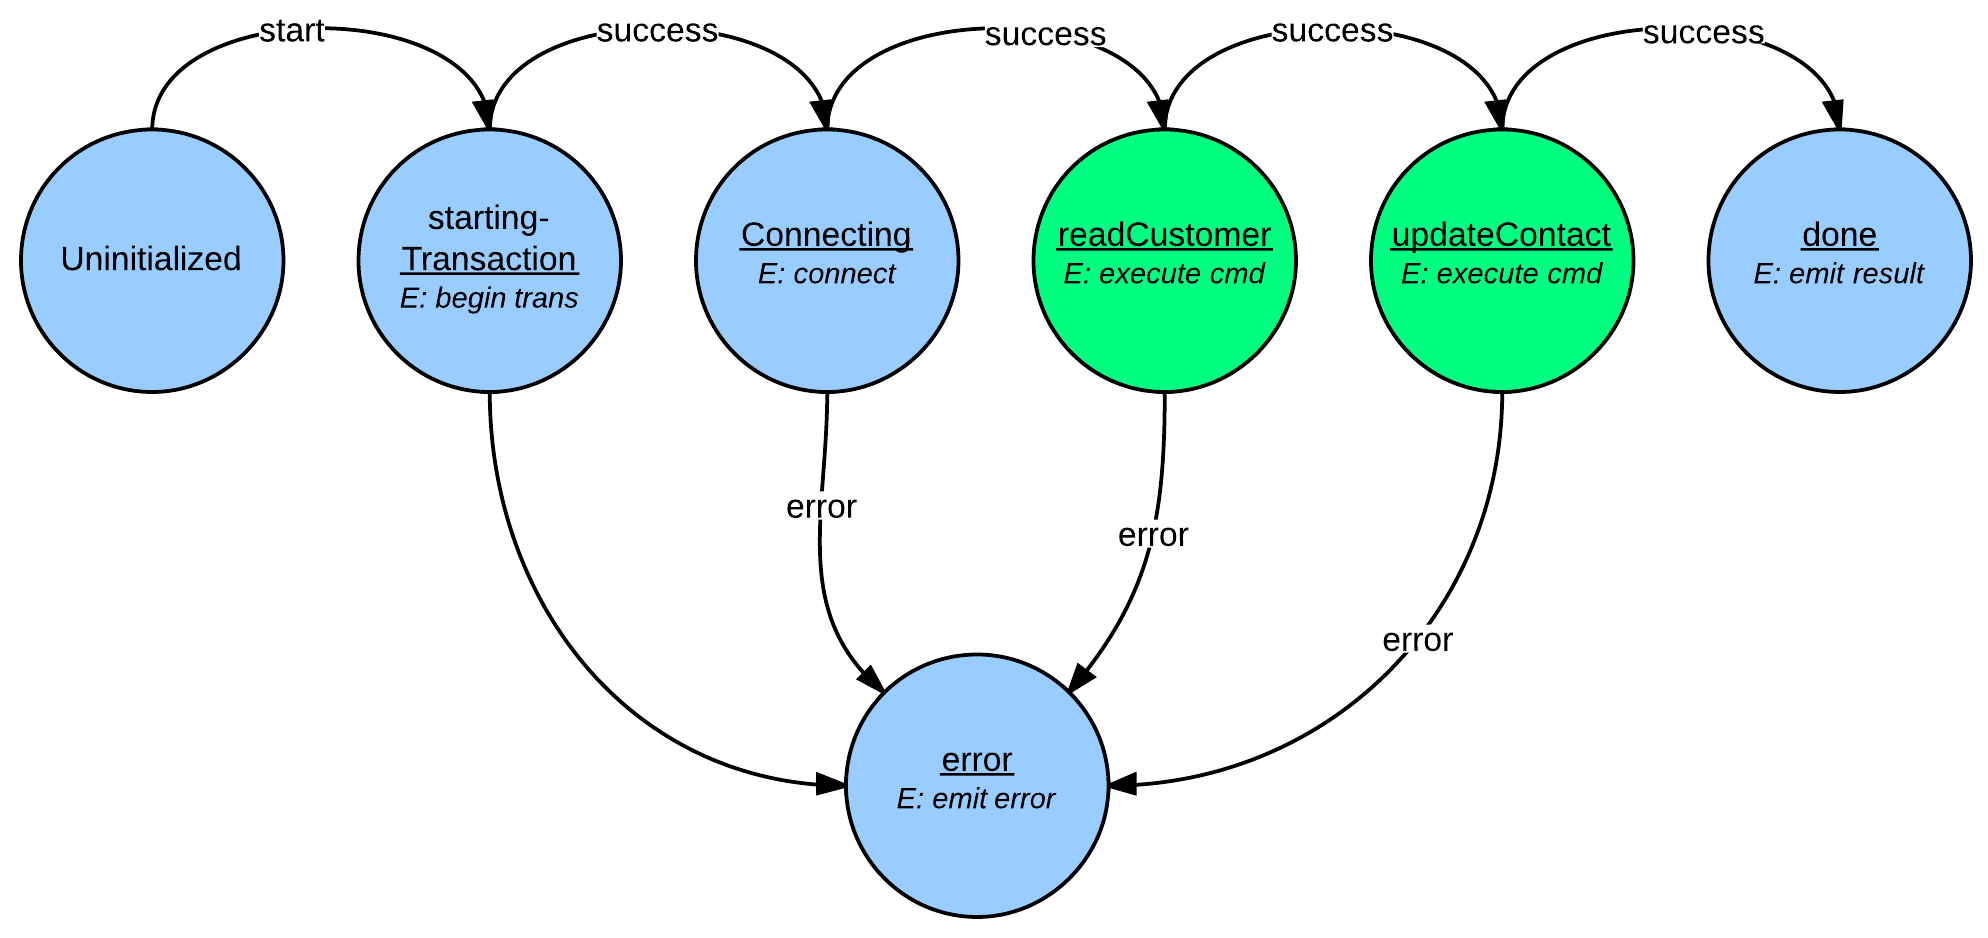 start
success
success
success
success
Uninitialized
starting-
Transaction
E: begin trans
Connecting
E: connect
readCustomer
E: execute cmd
updateContact
E: execute cmd
done
E: emit result
error
error
error
error
E: emit error